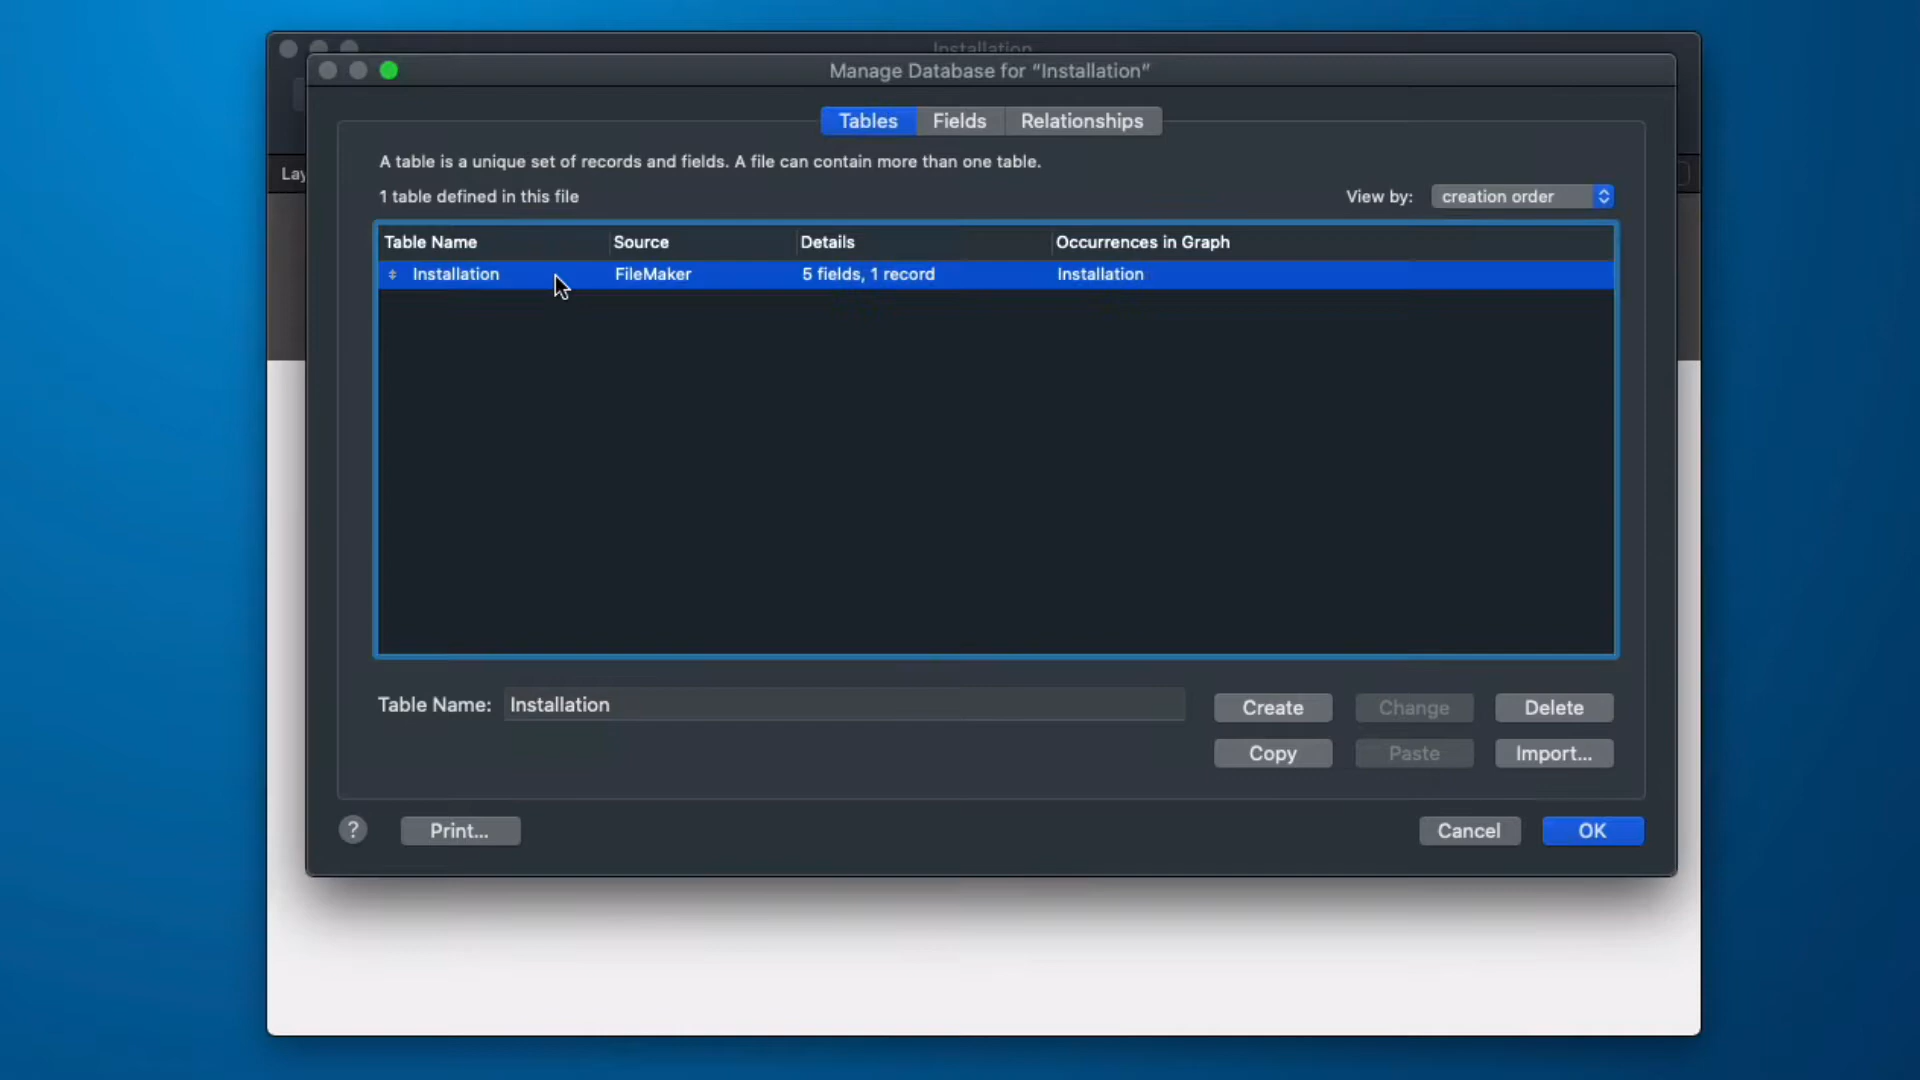 Installation
Manage Database for “Installation”
Tables Fields Relationships
A table is a unique set of records and fields. A file can contain more than one table.
1 table defined in this file
View by: creation order
Lay
Table Name Source Details Occurrences in Graph
Installation FileMaker 5 fields, 1 record Installation
Table Name: Installation
Create Change Delete
Copy Paste Import...
? Print... Cancel OK